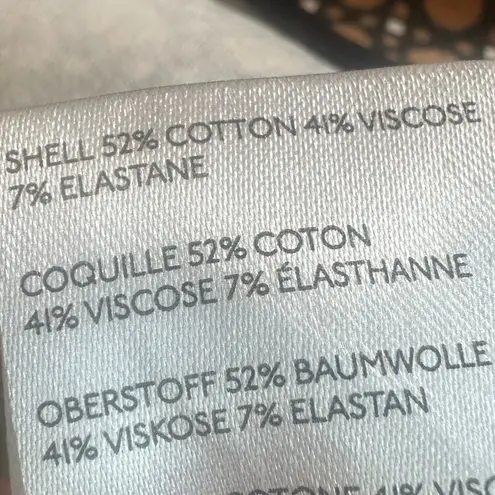 SHELL 52% COTTON 41% VISCOSE
7% ELASTANE
COQUILLE 52% COTON
41% VISCOSE 7% ÉLASTHANNE
OBERSTOFF 52% BAUMWOLLE
41% VISKOSE 7% ELASTAN
41%